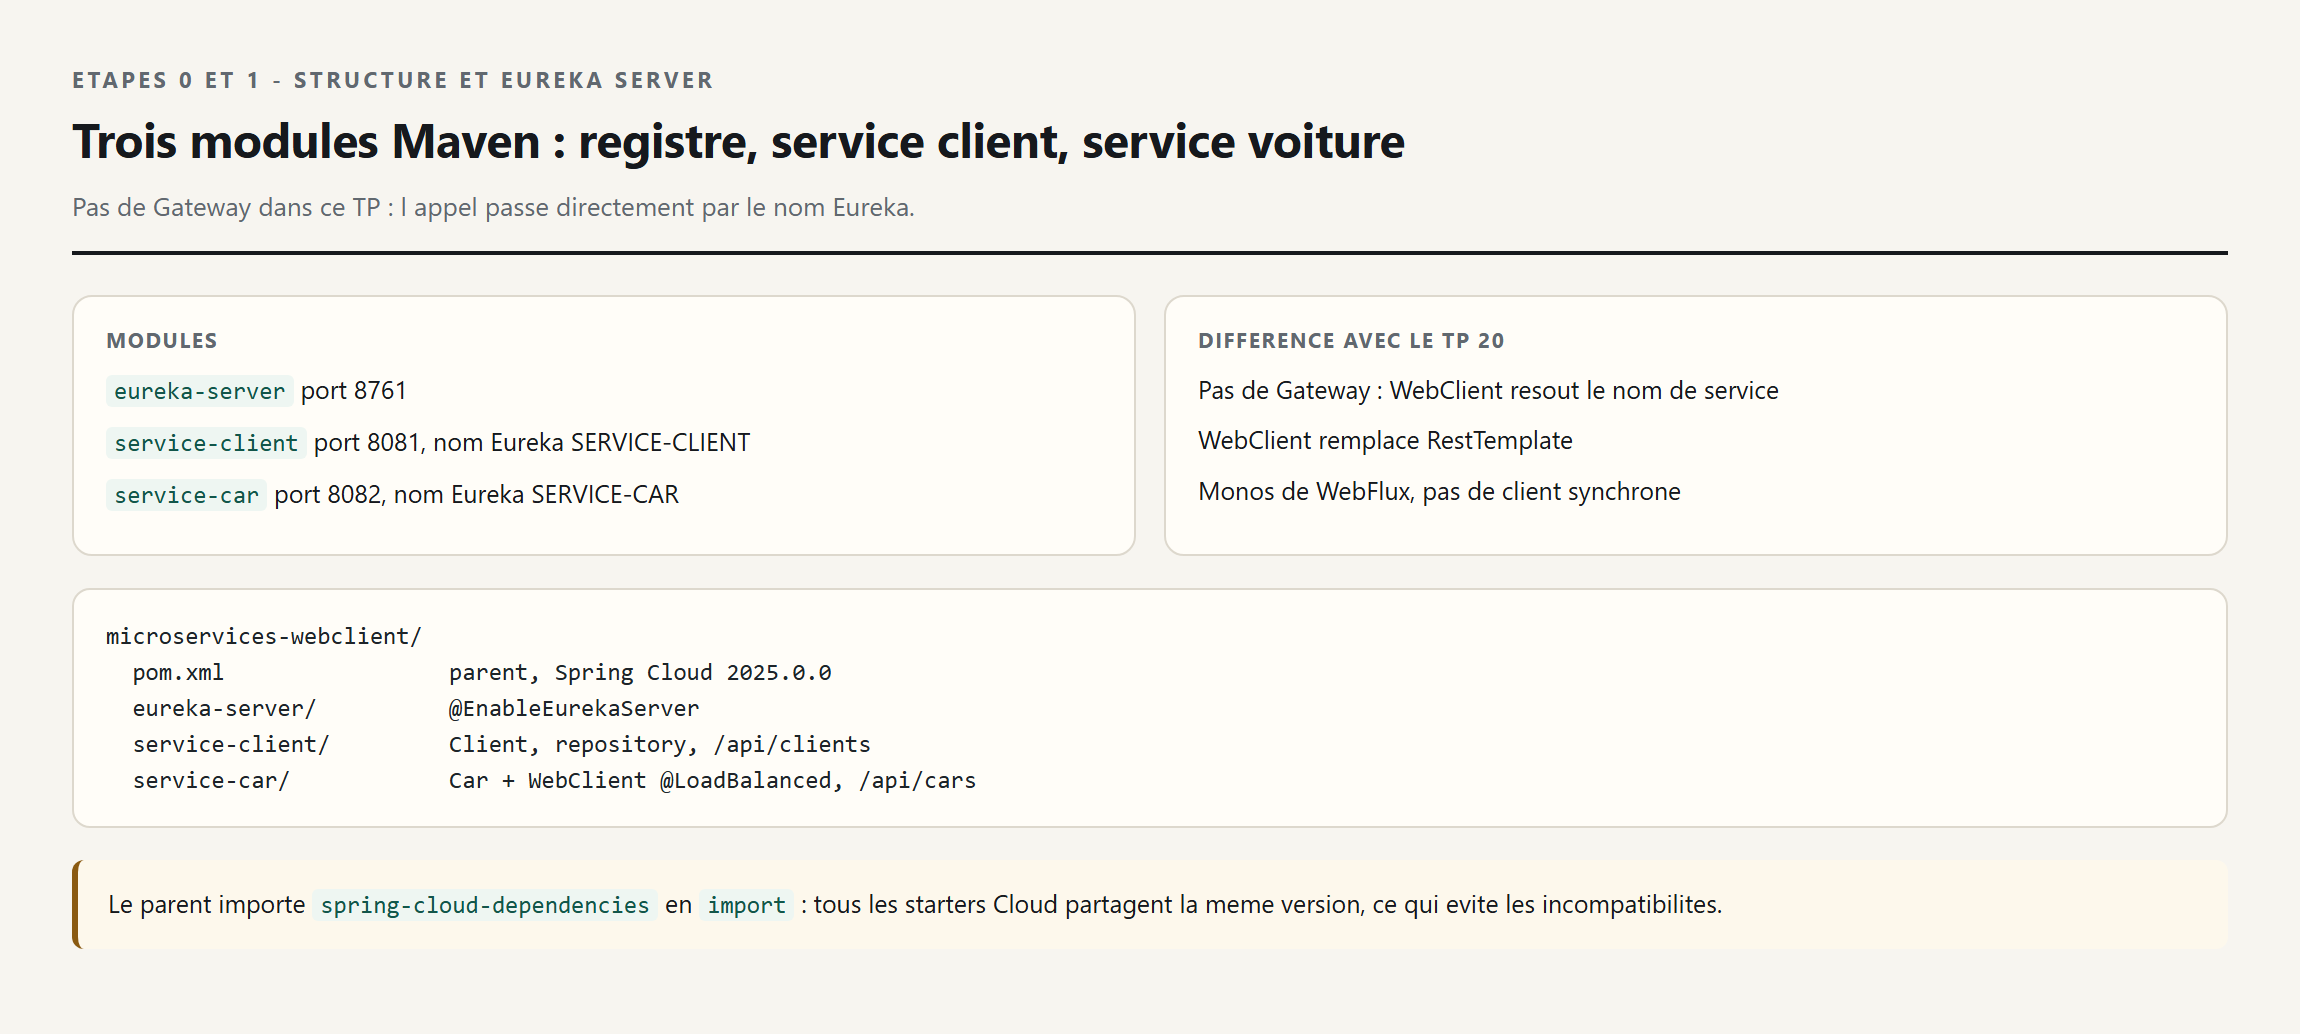 ETAPES 0 ET 1 - STRUCTURE ET EUREKA SERVER
Trois modules Maven : registre, service client, service voiture
Pas de Gateway dans ce TP : l appel passe directement par le nom Eureka.
MODULES
eureka-server port 8761
service-client port 8081, nom Eureka SERVICE-CLIENT
service-car port 8082, nom Eureka SERVICE-CAR
DIFFERENCE AVEC LE TP 20
Pas de Gateway : WebClient resout le nom de service
WebClient remplace RestTemplate
Monos de WebFlux, pas de client synchrone
microservices-webclient/
pom.xml parent, Spring Cloud 2025.0.0
eureka-server/ @EnableEurekaServer
service-client/ Client, repository, /api/clients
service-car/ Car + WebClient @LoadBalanced, /api/cars
Le parent importe spring-cloud-dependencies en import : tous les starters Cloud partagent la meme version, ce qui evite les incompatibilites.